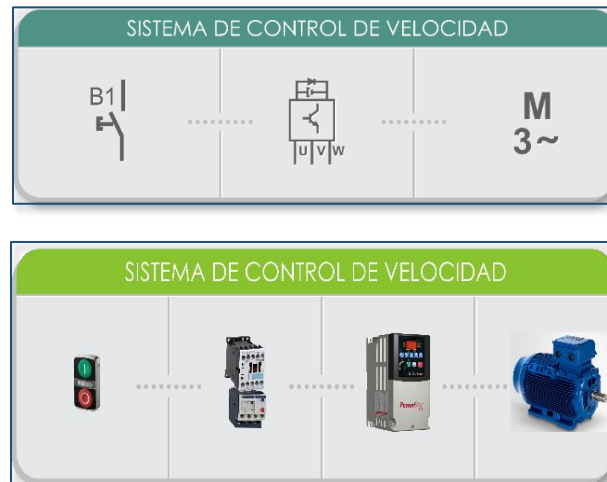 SISTEMA DE CONTROL DE VELOCIDAD
B1
U V W
M
3~
SISTEMA DE CONTROL DE VELOCIDAD